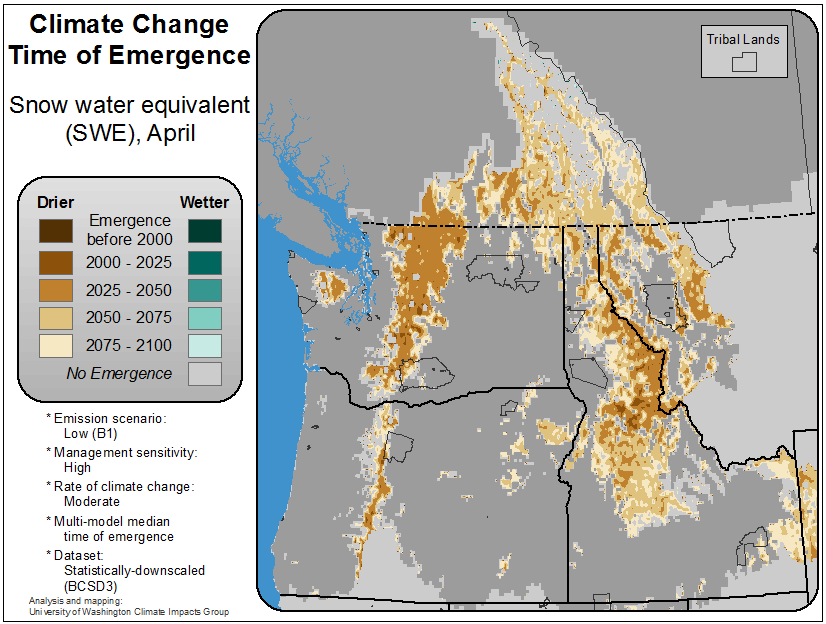 Climate Change
Time of Emergence
Snow water equivalent
(SWE), April
Drier
Wetter
Emergence
before 2000
2000 - 2025
2025 - 2050
2050 - 2075
2075 - 2100
No Emergence
* Emission scenario:
Low (B1)
* Management sensitivity:
High
* Rate of climate change:
Moderate
* Multi-model median
time of emergence
* Dataset:
Statistically-downscaled
(BCSD3)
Analysis and mapping:
University of Washington Climate Impacts Group
Tribal Lands